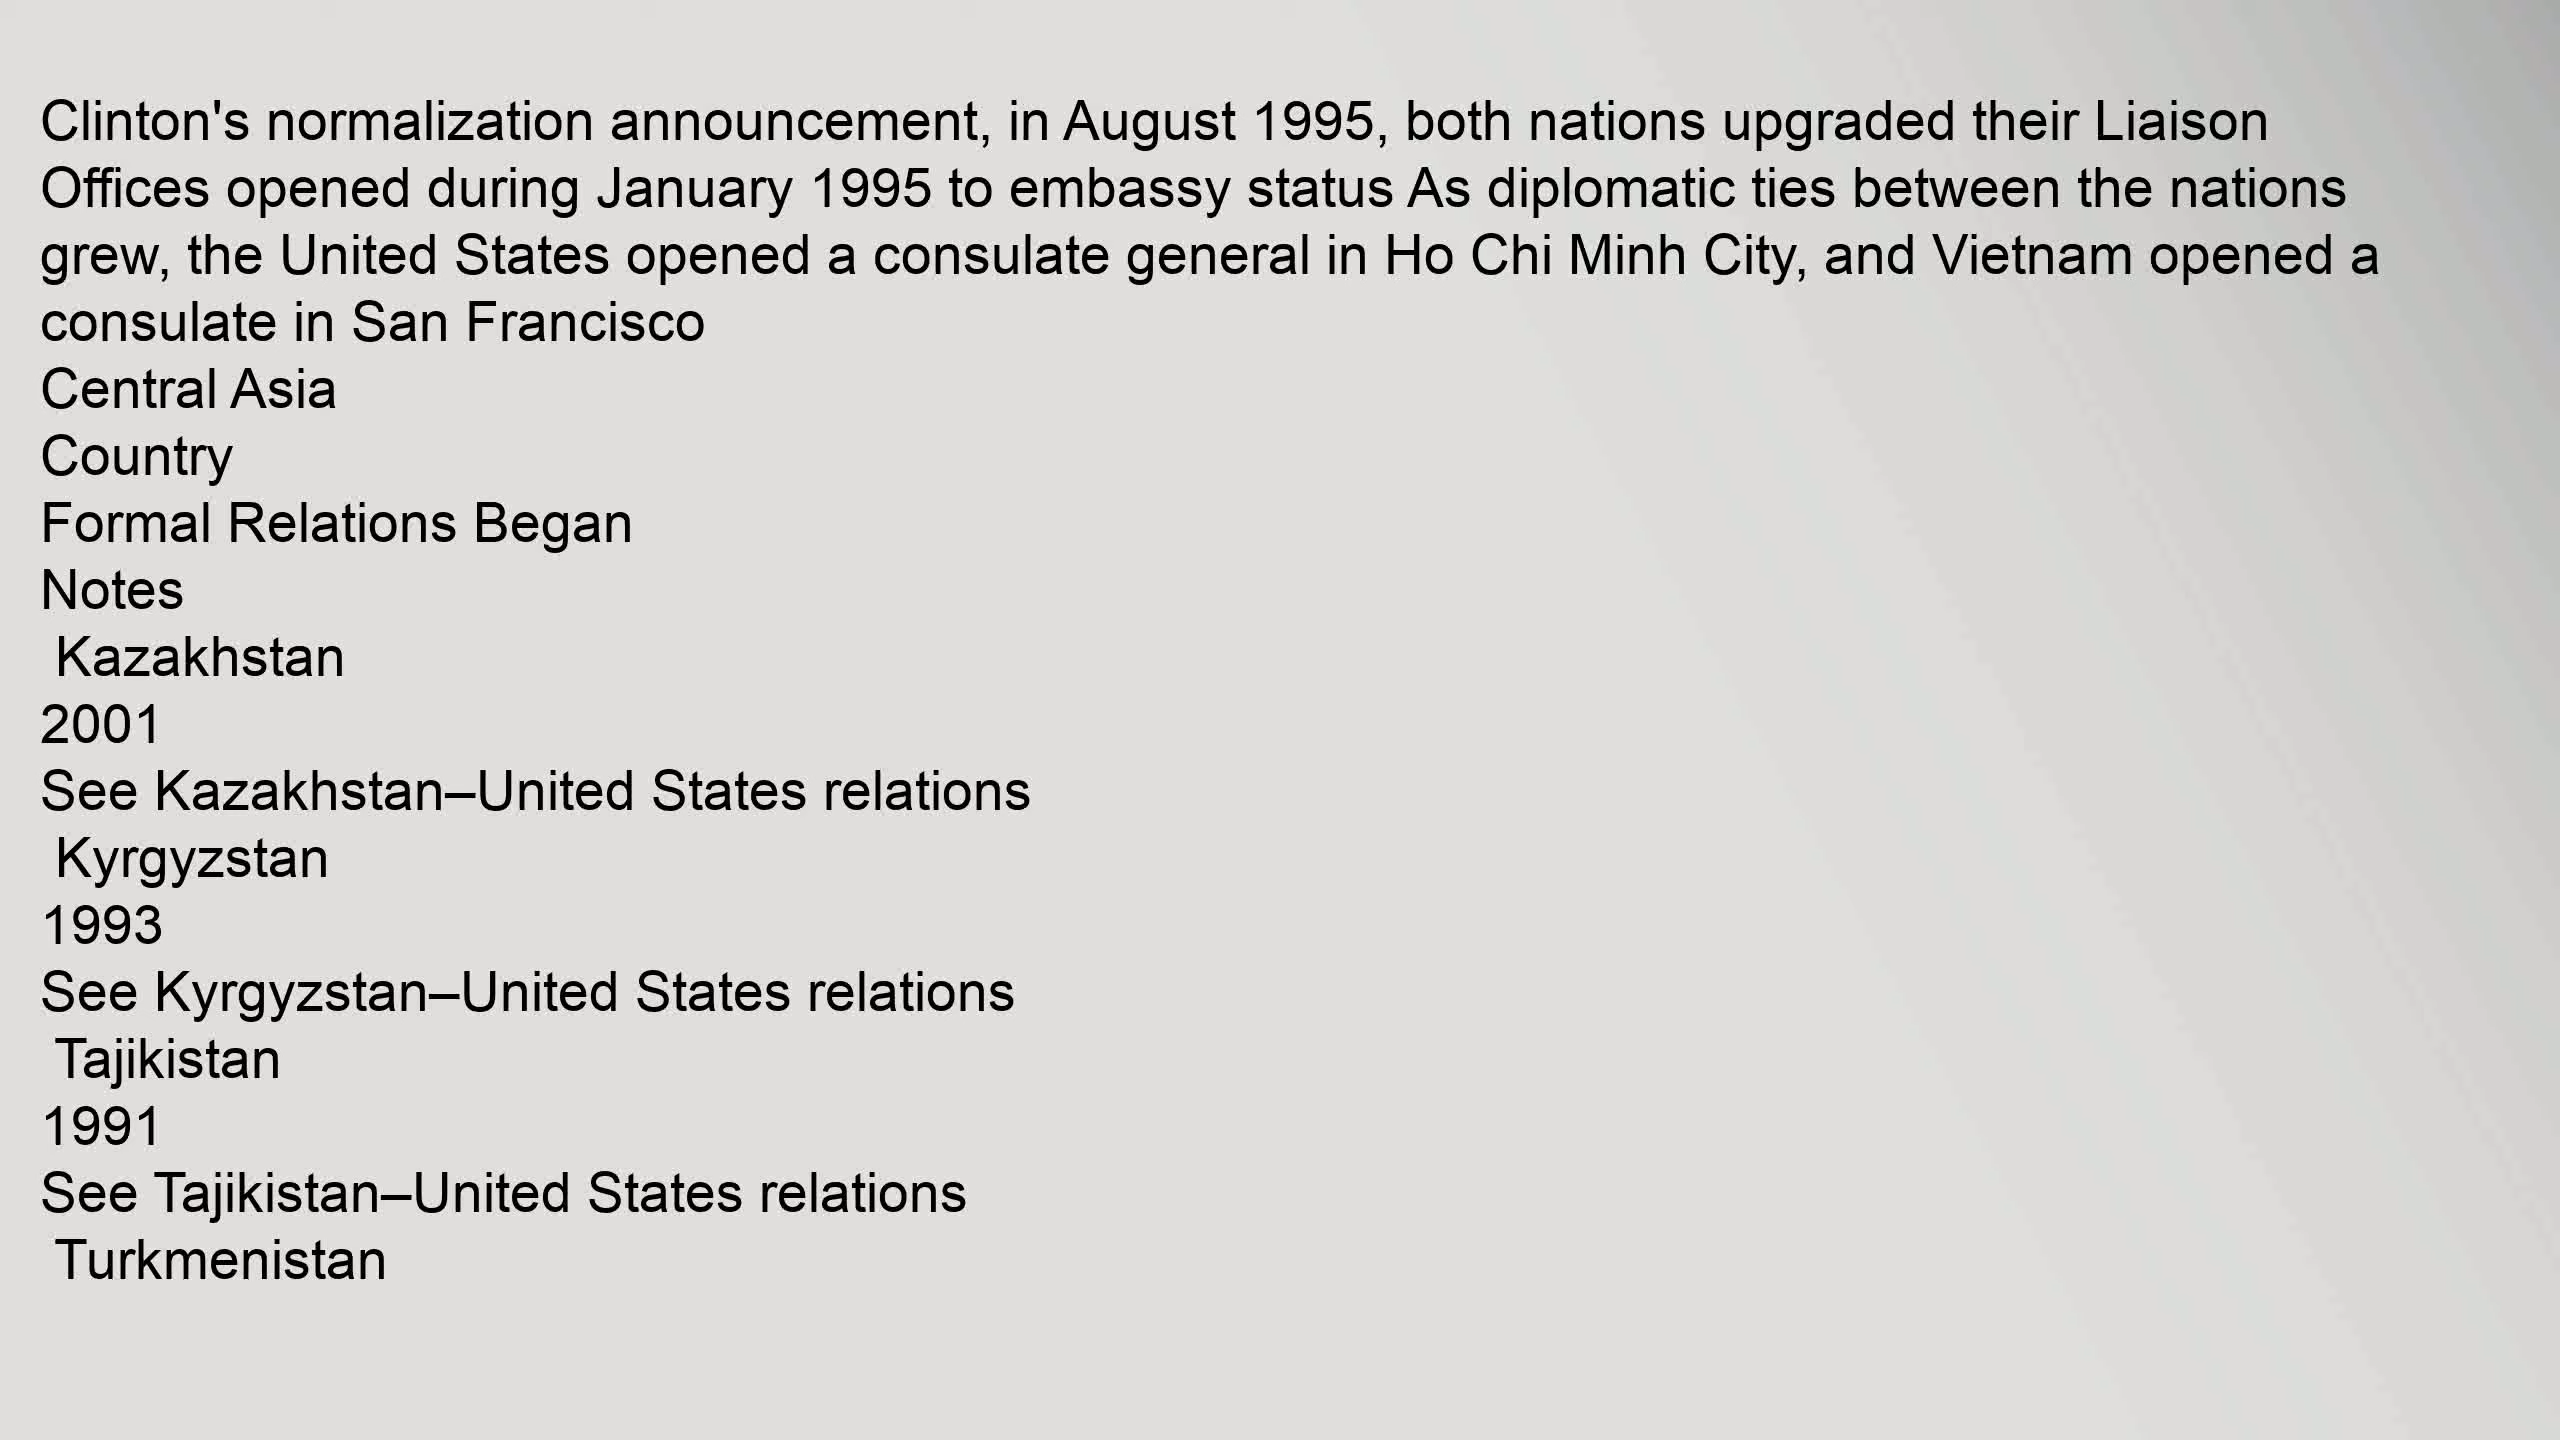 Clinton's normalization announcement, in August 1995, both nations upgraded their Liaison
Offices opened during January 1995 to embassy status As diplomatic ties between the nations
grew, the United States opened a consulate general in Ho Chi Minh City, and Vietnam opened a
consulate in San Francisco
Central Asia
Country
Formal Relations Began
Notes
Kazakhstan
2001
See Kazakhstan–United States relations
Kyrgyzstan
1993
See Kyrgyzstan–United States relations
Tajikistan
1991
See Tajikistan–United States relations
Turkmenistan